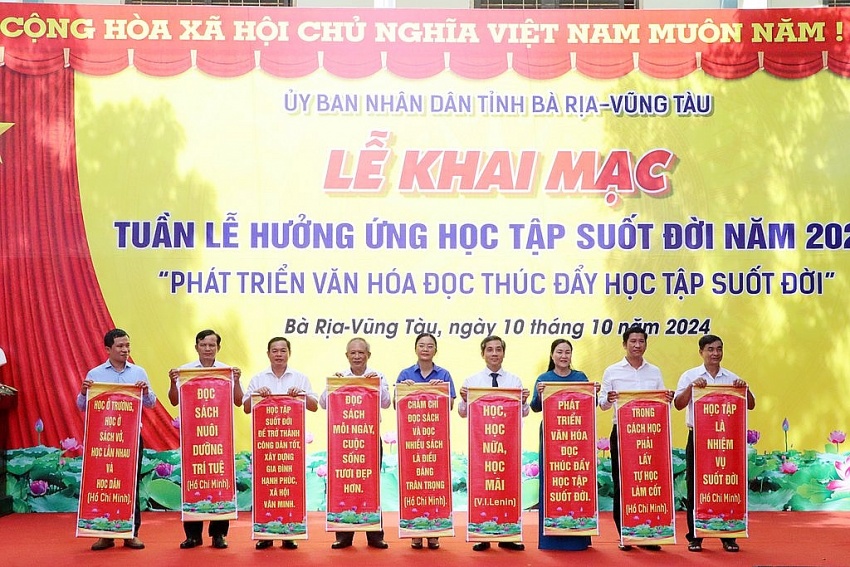 CỘNG HÒA XÃ HỘI CHỦ NGHĨA VIỆT NAM MUÔN NĂM !
ỦY BAN NHÂN DÂN TỈNH BÀ RỊA-VŨNG TÀU
LỄ KHAI MẠC
TUẦN LỄ HƯỞNG ỨNG HỌC TẬP SUỐT ĐỜI NĂM 202
“PHÁT TRIỂN VĂN HÓA ĐỌC THÚC ĐẨY HỌC TẬP SUỐT ĐỜI”
Bà Rịa-Vũng Tàu, ngày 10 tháng 10 năm 2024
HỌC Ở TRƯỜNG,
HỌC Ở
SÁCH VỞ,
HỌC LẪN NHAU
VÀ
HỌC DÂN
(Hồ Chí Minh)
ĐỌC
SÁCH
NUÔI
DƯỠNG
TRÍ TUỆ
(Hồ Chí Minh).
HỌC TẬP
SUỐT ĐỜI
ĐỂ TRỞ THÀNH
CÔNG DÂN TỐT,
XÂY DỰNG
GIA ĐÌNH
HẠNH PHÚC,
XÃ HỘI
VĂN MINH.
ĐỌC
SÁCH
MỖI NGÀY,
CUỘC
SỐNG
TƯƠI ĐẸP
HƠN.
CHĂM CHỈ
ĐỌC SÁCH
VÀ ĐỌC
NHIỀU SÁCH
LÀ ĐIỀU
ĐÁNG
TRÂN TRỌNG
(Hồ Chí Minh).
HỌC,
HỌC
NỮA,
HỌC
MÃI
(V.I.Lenin)
PHÁT
TRIỂN
VĂN HÓA
ĐỌC
THÚC ĐẨY
HỌC TẬP
SUỐT ĐỜI.
TRONG
CÁCH HỌC
PHẢI
LẤY
TỰ HỌC
LÀM CỐT
(Hồ Chí Minh).
HỌC TẬP
LÀ
NHIỆM
VỤ
SUỐT ĐỜI
(Hồ Chí Minh).